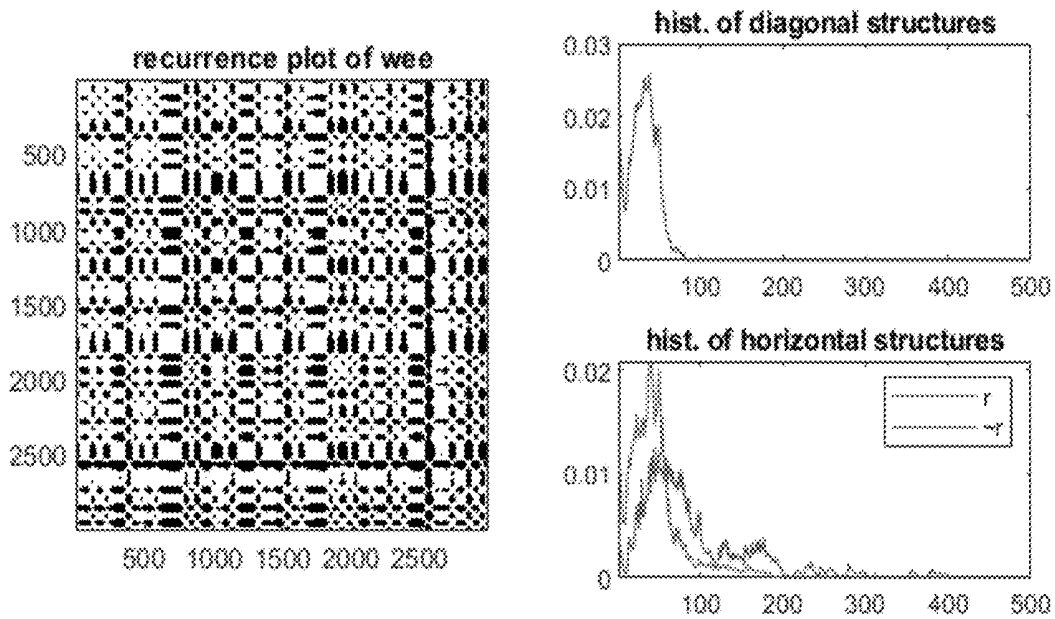 recurrence plot of wee
500
1000
1500
2000
2500
500 1000 1500 2000 2500
hist. of diagonal structures
0.03
0.02
0.01
0
100 200 300 400 500
hist. of horizontal structures
0.02
0.01
0
r
~r
100 200 300 400 500